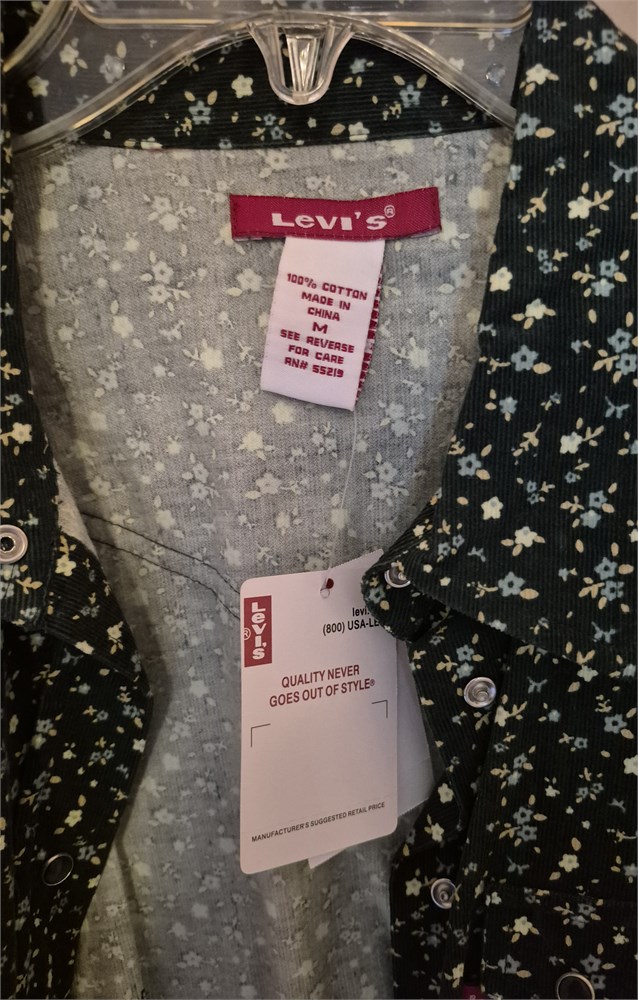 Levi's®
100% COTTON
MADE IN
CHINA
M
SEE REVERSE
FOR CARE
RN# 55219
Levi's®
levi.
(800) USA-LE
QUALITY NEVER
GOES OUT OF STYLE®
MANUFACTURER'S SUGGESTED RETAIL PRICE